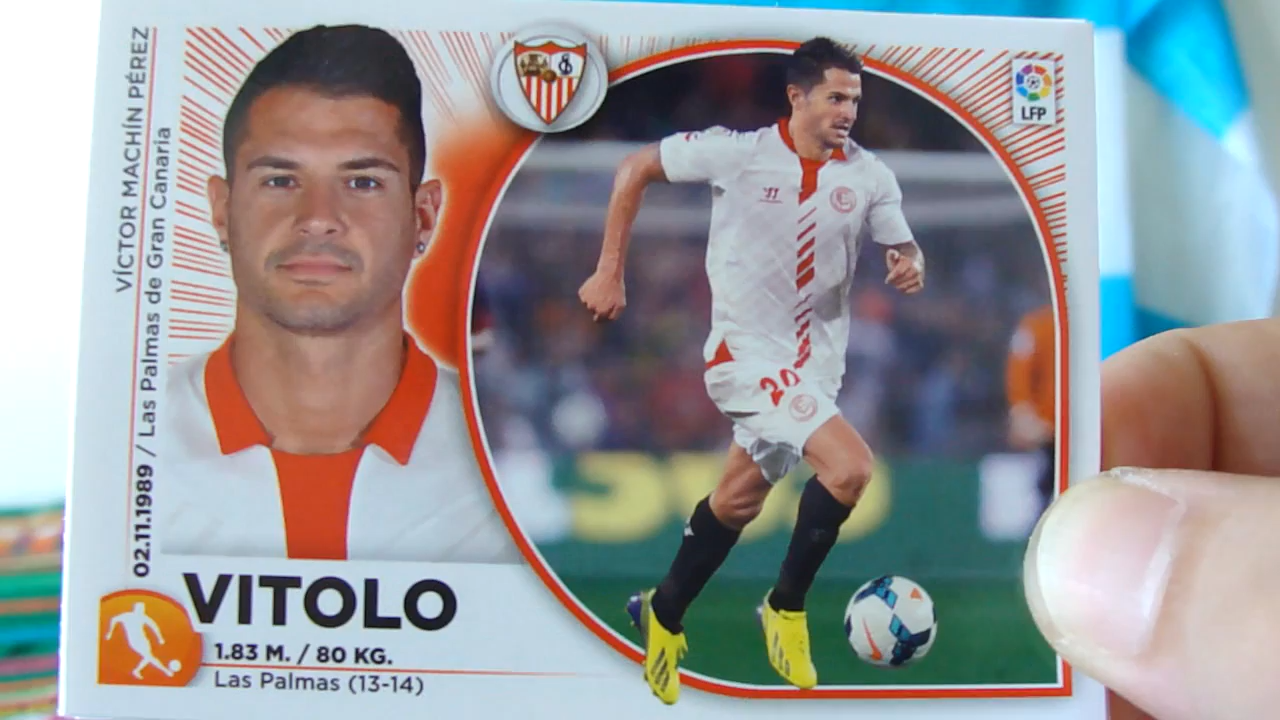 VÍCTOR MACHÍN PÉREZ
02.11.1989 / Las Palmas de Gran Canaria
LFP
20
VITOLO
1.83 M. / 80 KG.
Las Palmas (13-14)